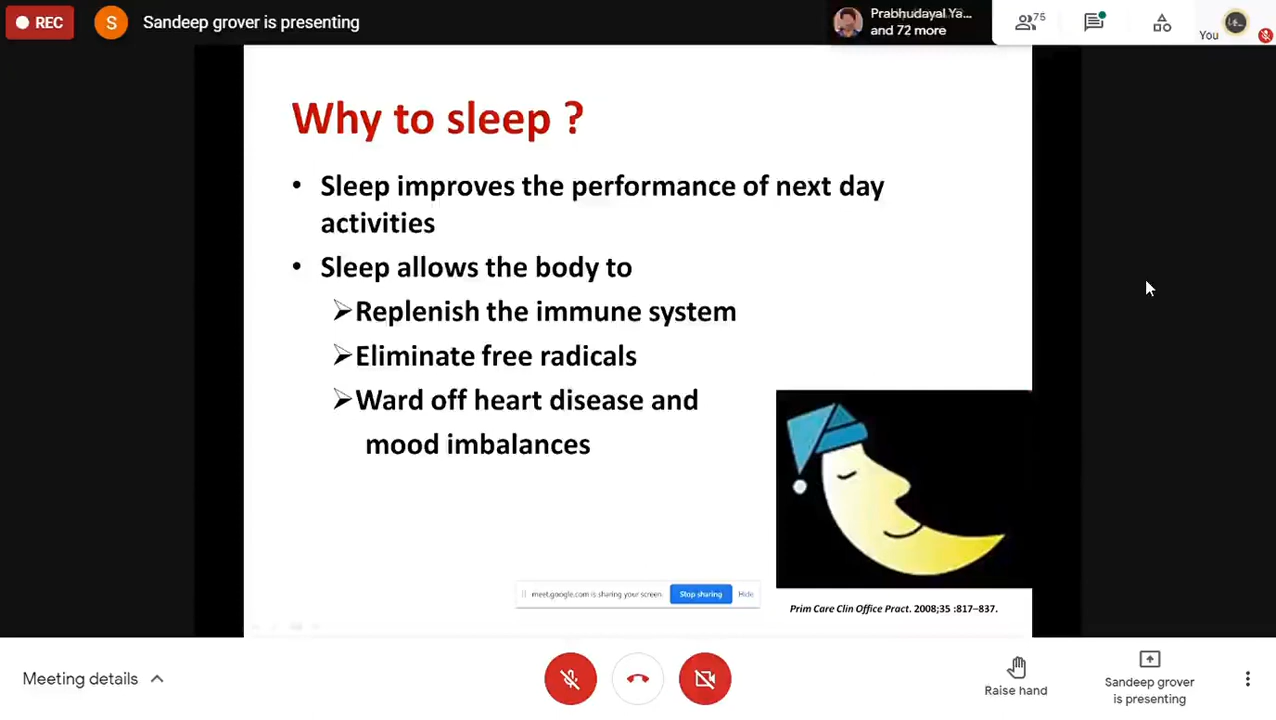 REC
S
Sandeep grover is presenting
Prabhudayal Ya...
and 72 more
75
You
Why to sleep ?
• Sleep improves the performance of next day
activities
• Sleep allows the body to
➢Replenish the immune system
➢Eliminate free radicals
➢Ward off heart disease and
mood imbalances
meet.google.com is sharing your screen. Stop sharing Hide
Prim Care Clin Office Pract. 2008;35 :817–837.
Meeting details
Raise hand
Sandeep grover
is presenting